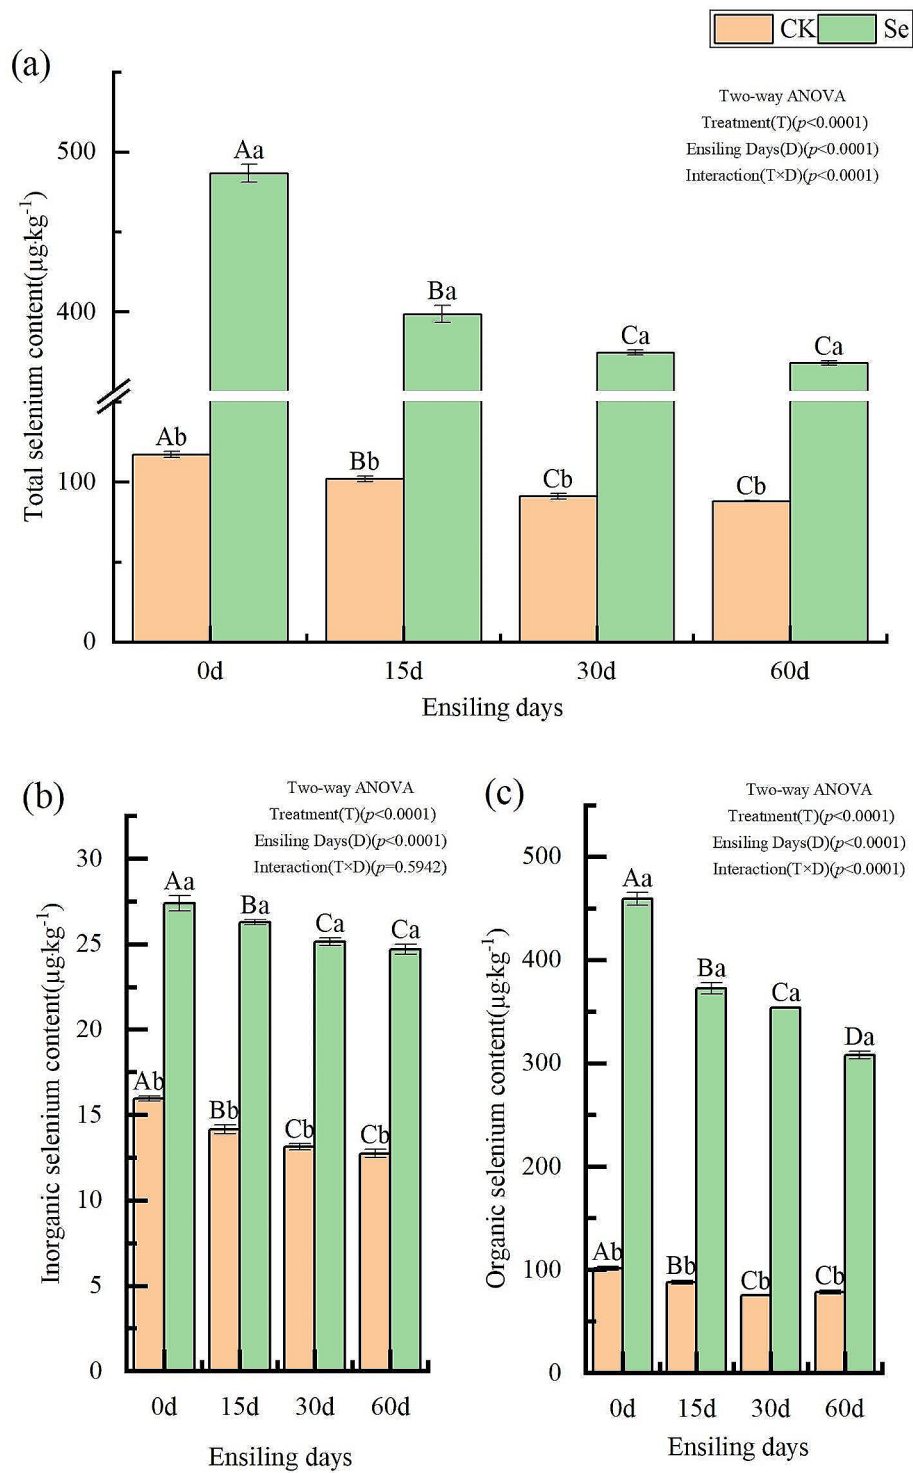 CK Se
(a)
Two-way ANOVA
Treatment(T)(p<0.0001)
Ensiling Days(D)(p<0.0001)
Interaction(T×D)(p<0.0001)
Total selenium content(μg·kg-1)
500
400
100
0
Aa
Ba
Ca
Ca
Ab
Bb
Cb
Cb
0d 15d 30d 60d
Ensiling days
(b)
Two-way ANOVA
Treatment(T)(p<0.0001)
Ensiling Days(D)(p<0.0001)
Interaction(T×D)(p=0.5942)
Inorganic selenium content(μg·kg-1)
30
25
20
15
10
5
0
Aa
Ba
Ca
Ca
Ab
Bb
Cb
Cb
0d 15d 30d 60d
Ensiling days
(c)
Two-way ANOVA
Treatment(T)(p<0.0001)
Ensiling Days(D)(p<0.0001)
Interaction(T×D)(p<0.0001)
Organic selenium content(μg·kg-1)
500
400
300
200
100
0
Aa
Ba
Ca
Da
Ab
Bb
Cb
Cb
0d 15d 30d 60d
Ensiling days